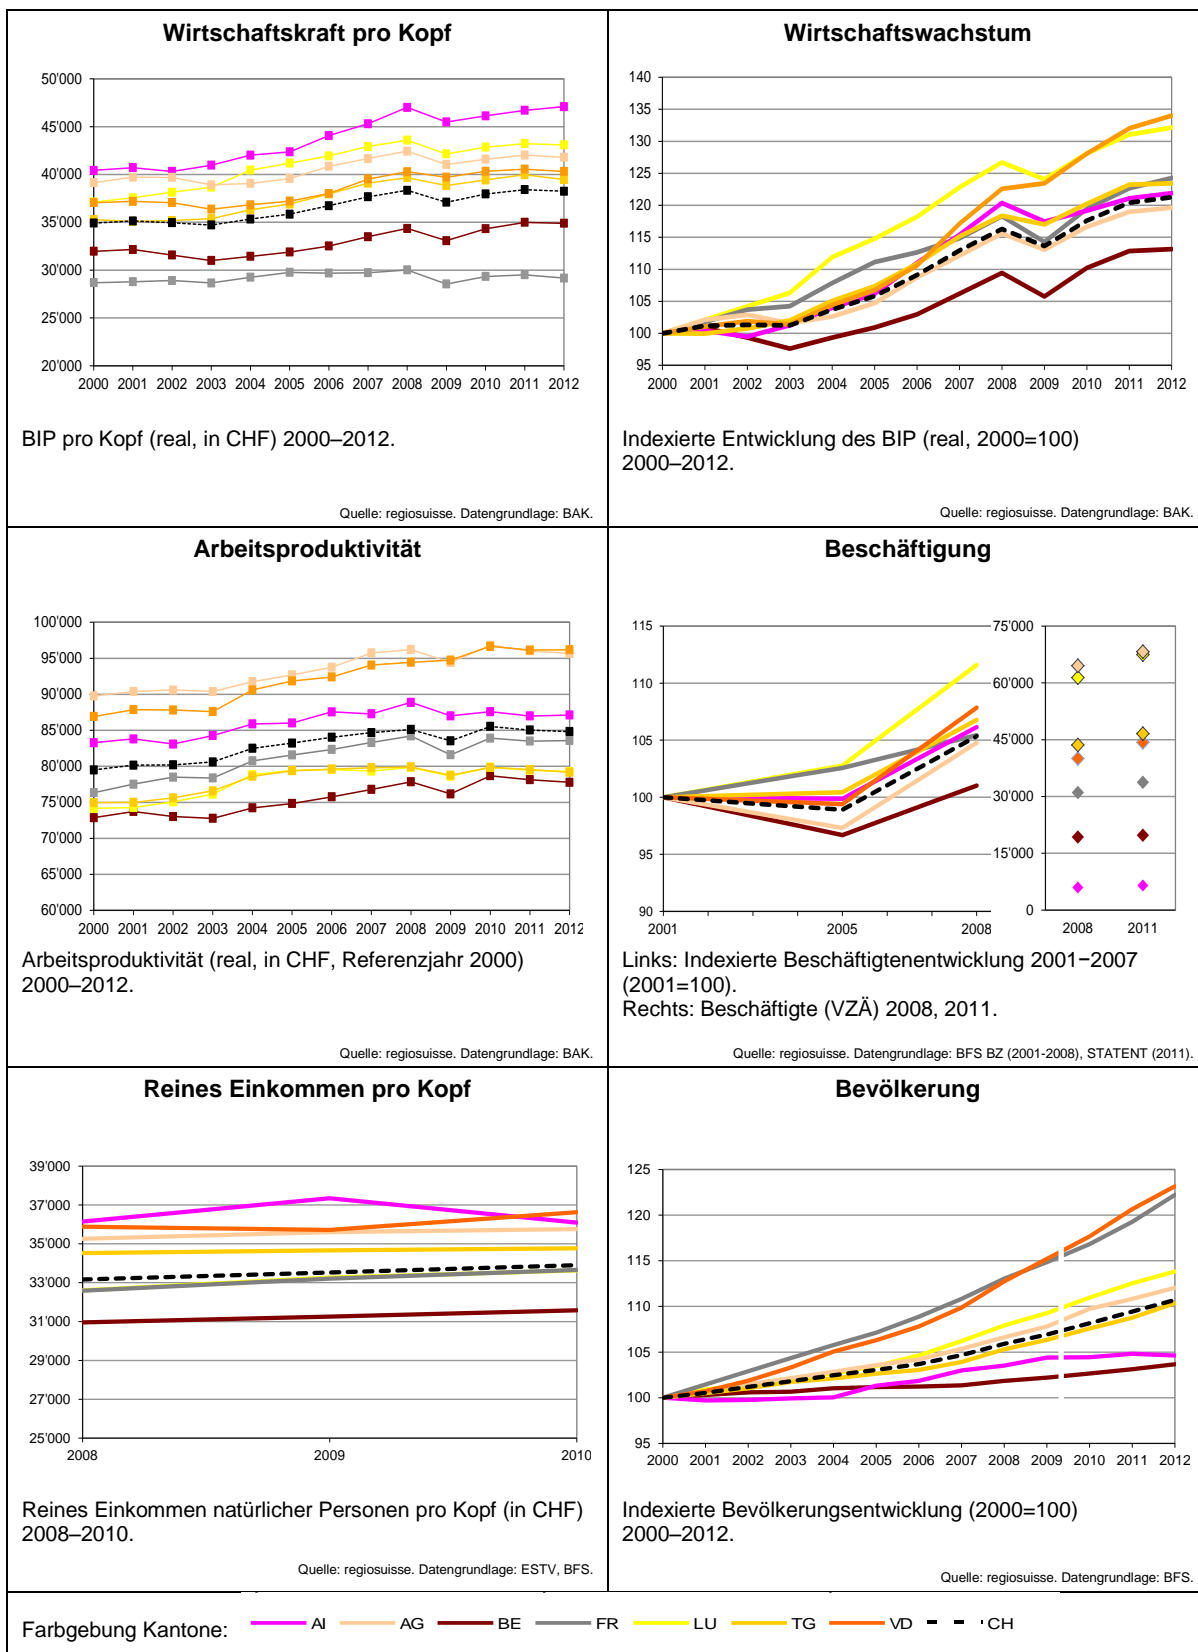 Wirtschaftskraft pro Kopf
50'000
45'000
40'000
35'000
30'000
25'000
20'000
2000 2001 2002 2003 2004 2005 2006 2007 2008 2009 2010 2011 2012
BIP pro Kopf (real, in CHF) 2000–2012.
Quelle: regiosuisse. Datengrundlage: BAK.
Wirtschaftswachstum
140
135
130
125
120
115
110
105
100
95
2000 2001 2002 2003 2004 2005 2006 2007 2008 2009 2010 2011 2012
Indexierte Entwicklung des BIP (real, 2000=100)
2000–2012.
Quelle: regiosuisse. Datengrundlage: BAK.
Arbeitsproduktivität
100'000
95'000
90'000
85'000
80'000
75'000
70'000
65'000
60'000
2000 2001 2002 2003 2004 2005 2006 2007 2008 2009 2010 2011 2012
Arbeitsproduktivität (real, in CHF, Referenzjahr 2000)
2000–2012.
Quelle: regiosuisse. Datengrundlage: BAK.
Beschäftigung
115
110
105
100
95
90
2001 2005 2008
75'000
60'000
45'000
30'000
15'000
0
2008 2011
Links: Indexierte Beschäftigtenentwicklung 2001−2007
(2001=100).
Rechts: Beschäftigte (VZÄ) 2008, 2011.
Quelle: regiosuisse. Datengrundlage: BFS BZ (2001-2008), STATENT (2011).
Reines Einkommen pro Kopf
39'000
37'000
35'000
33'000
31'000
29'000
27'000
25'000
2008 2009 2010
Reines Einkommen natürlicher Personen pro Kopf (in CHF)
2008–2010.
Quelle: regiosuisse. Datengrundlage: ESTV, BFS.
Bevölkerung
125
120
115
110
105
100
95
2000 2001 2002 2003 2004 2005 2006 2007 2008 2009 2010 2011 2012
Indexierte Bevölkerungsentwicklung (2000=100)
2000–2012.
Quelle: regiosuisse. Datengrundlage: BFS.
Farbgebung Kantone: AI AG BE FR LU TG VD CH